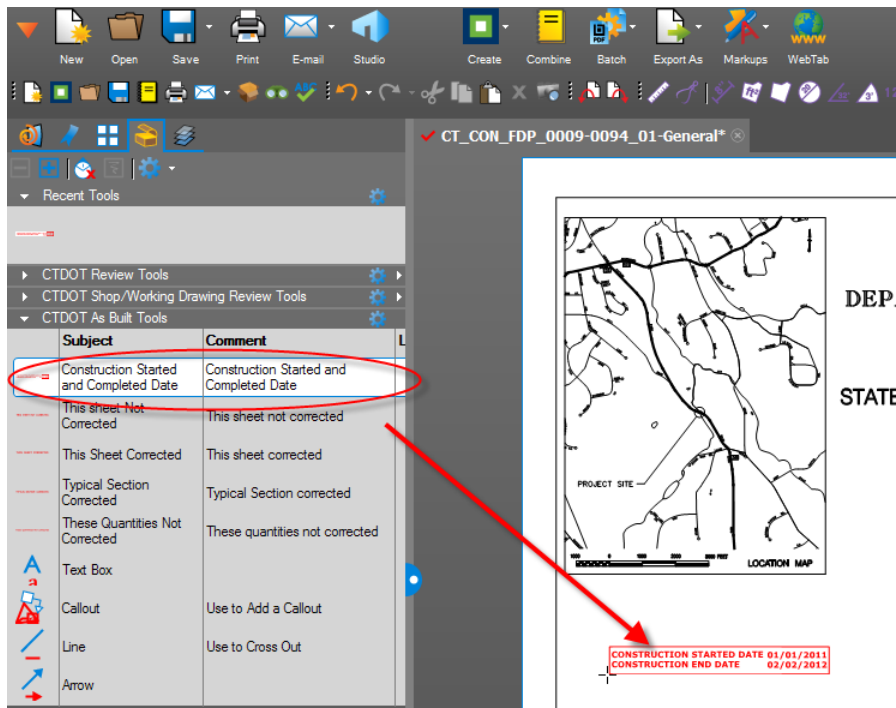 New Open Save Print E-mail Studio Create Combine Batch Export As Markups WebTab
CT_CON_FDP_0009-0094_01-General*
Recent Tools
CTDOT Review Tools
CTDOT Shop/Working Drawing Review Tools
CTDOT As Built Tools
Subject Comment L
Construction Started and Completed Date
Construction Started and Completed Date
This sheet Not Corrected
This sheet not corrected
This Sheet Corrected
This sheet corrected
Typical Section Corrected
Typical Section corrected
These Quantities Not Corrected
These quantities not corrected
Text Box
Callout
Use to Add a Callout
Line
Use to Cross Out
Arrow
DEP
STATE
PROJECT SITE
LOCATION MAP
CONSTRUCTION STARTED DATE 01/01/2011
CONSTRUCTION END DATE 02/02/2012